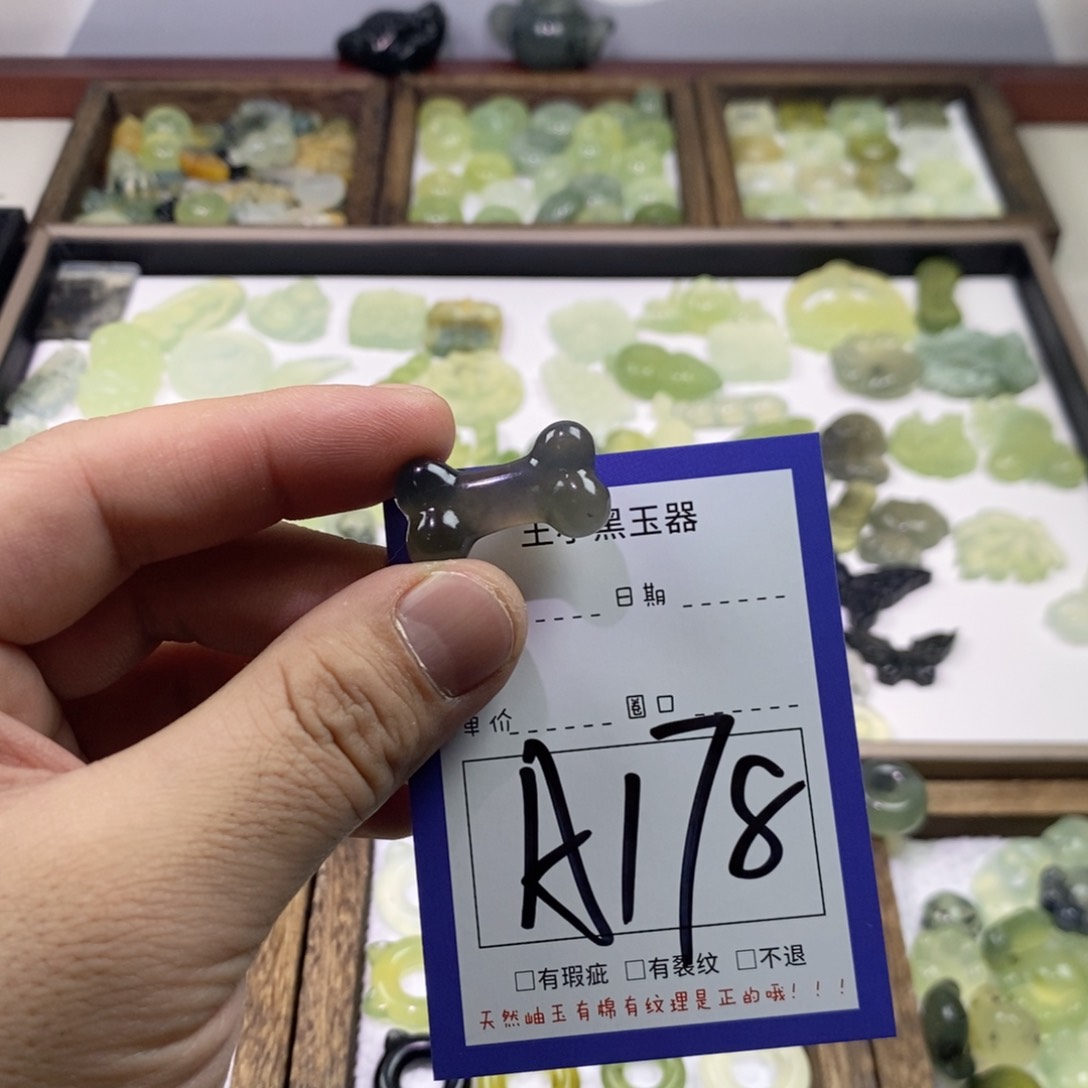 黑玉器
日期
单价 圈口
A178
□有瑕疵 □有裂纹 □不退
天然岫玉有棉有纹理是正的哦！！！